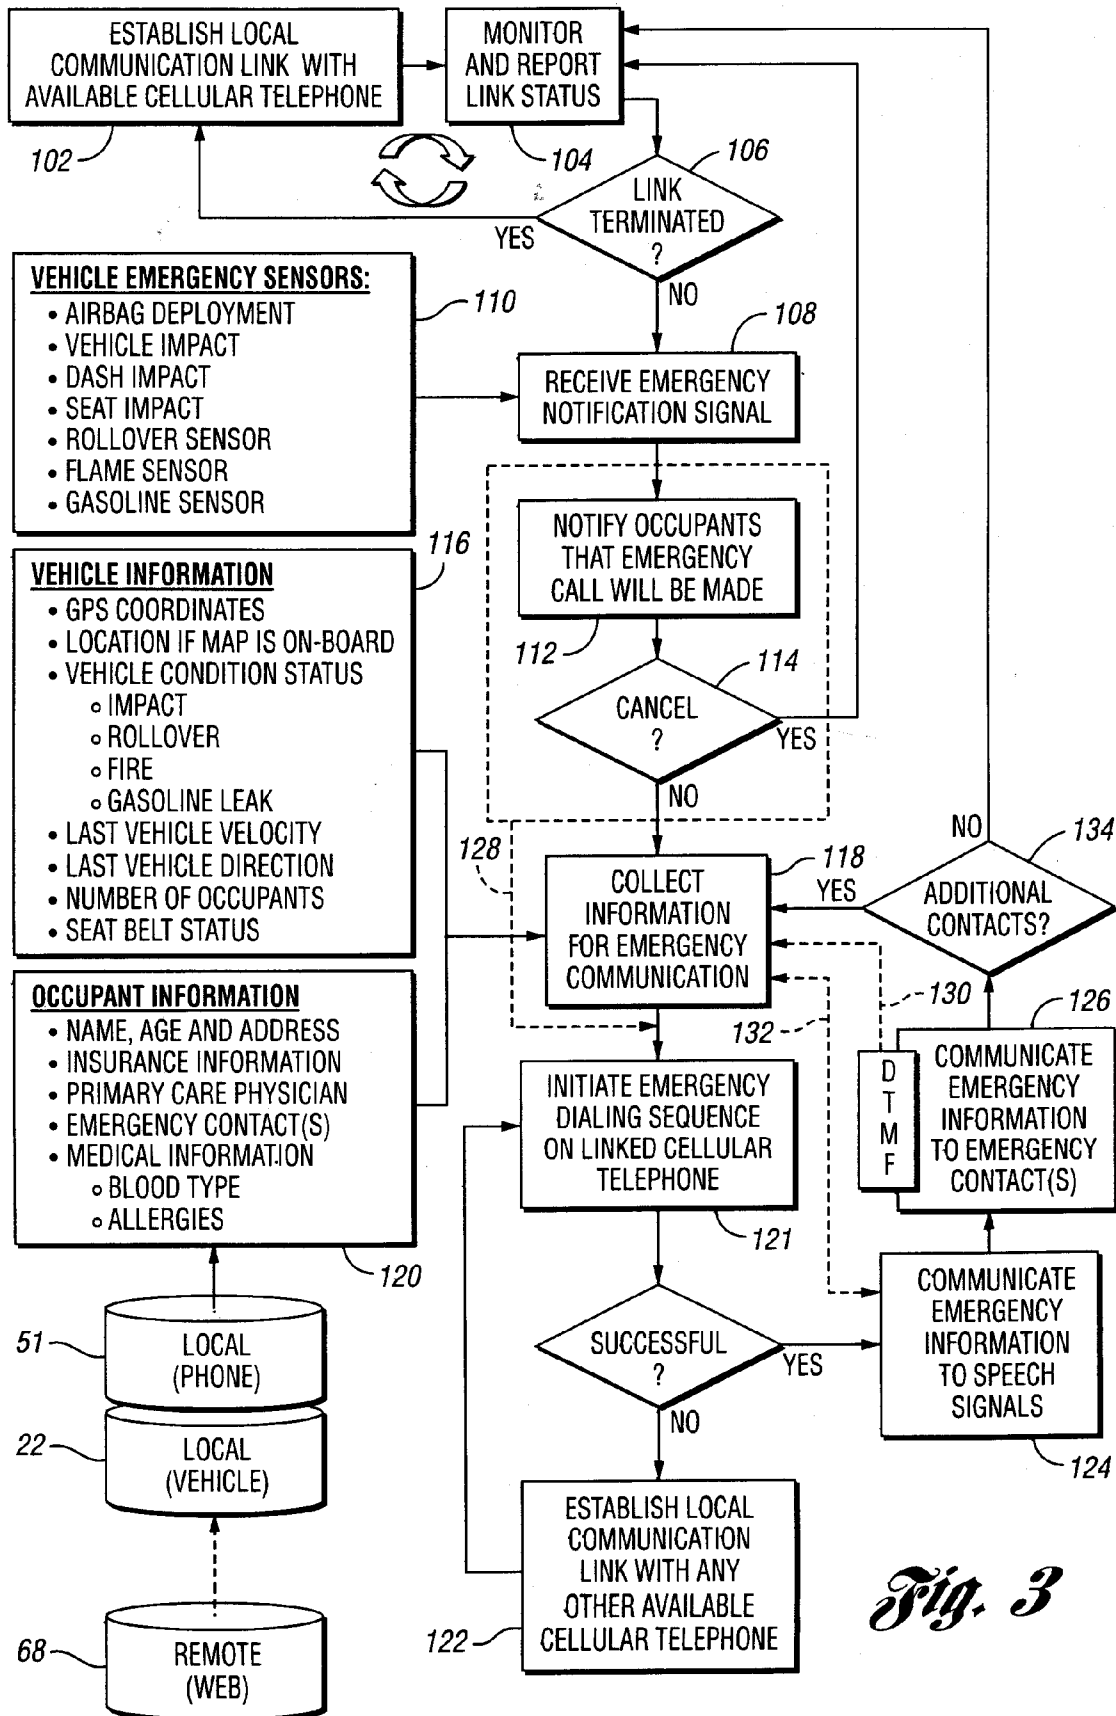 ESTABLISH LOCAL
COMMUNICATION LINK WITH
AVAILABLE CELLULAR TELEPHONE
102
MONITOR
AND REPORT
LINK STATUS
104
106
LINK
TERMINATED
?
YES
NO
VEHICLE EMERGENCY SENSORS:
• AIRBAG DEPLOYMENT
• VEHICLE IMPACT
• DASH IMPACT
• SEAT IMPACT
• ROLLOVER SENSOR
• FLAME SENSOR
• GASOLINE SENSOR
110
108
RECEIVE EMERGENCY
NOTIFICATION SIGNAL
NOTIFY OCCUPANTS
THAT EMERGENCY
CALL WILL BE MADE
112
114
CANCEL
?
YES
NO
VEHICLE INFORMATION
• GPS COORDINATES
• LOCATION IF MAP IS ON-BOARD
• VEHICLE CONDITION STATUS
○ IMPACT
○ ROLLOVER
○ FIRE
○ GASOLINE LEAK
• LAST VEHICLE VELOCITY
• LAST VEHICLE DIRECTION
• NUMBER OF OCCUPANTS
• SEAT BELT STATUS
116
128
118
COLLECT
INFORMATION
FOR EMERGENCY
COMMUNICATION
YES
NO
134
ADDITIONAL
CONTACTS?
OCCUPANT INFORMATION
• NAME, AGE AND ADDRESS
• INSURANCE INFORMATION
• PRIMARY CARE PHYSICIAN
• EMERGENCY CONTACT(S)
• MEDICAL INFORMATION
○ BLOOD TYPE
○ ALLERGIES
120
132
130
126
INITIATE EMERGENCY
DIALING SEQUENCE
ON LINKED CELLULAR
TELEPHONE
121
DTMF
COMMUNICATE
EMERGENCY
INFORMATION
TO EMERGENCY
CONTACT(S)
SUCCESSFUL
?
YES
NO
COMMUNICATE
EMERGENCY
INFORMATION
TO SPEECH
SIGNALS
124
51
LOCAL
(PHONE)
22
LOCAL
(VEHICLE)
68
REMOTE
(WEB)
ESTABLISH LOCAL
COMMUNICATION
LINK WITH ANY
OTHER AVAILABLE
CELLULAR TELEPHONE
122
Fig. 3